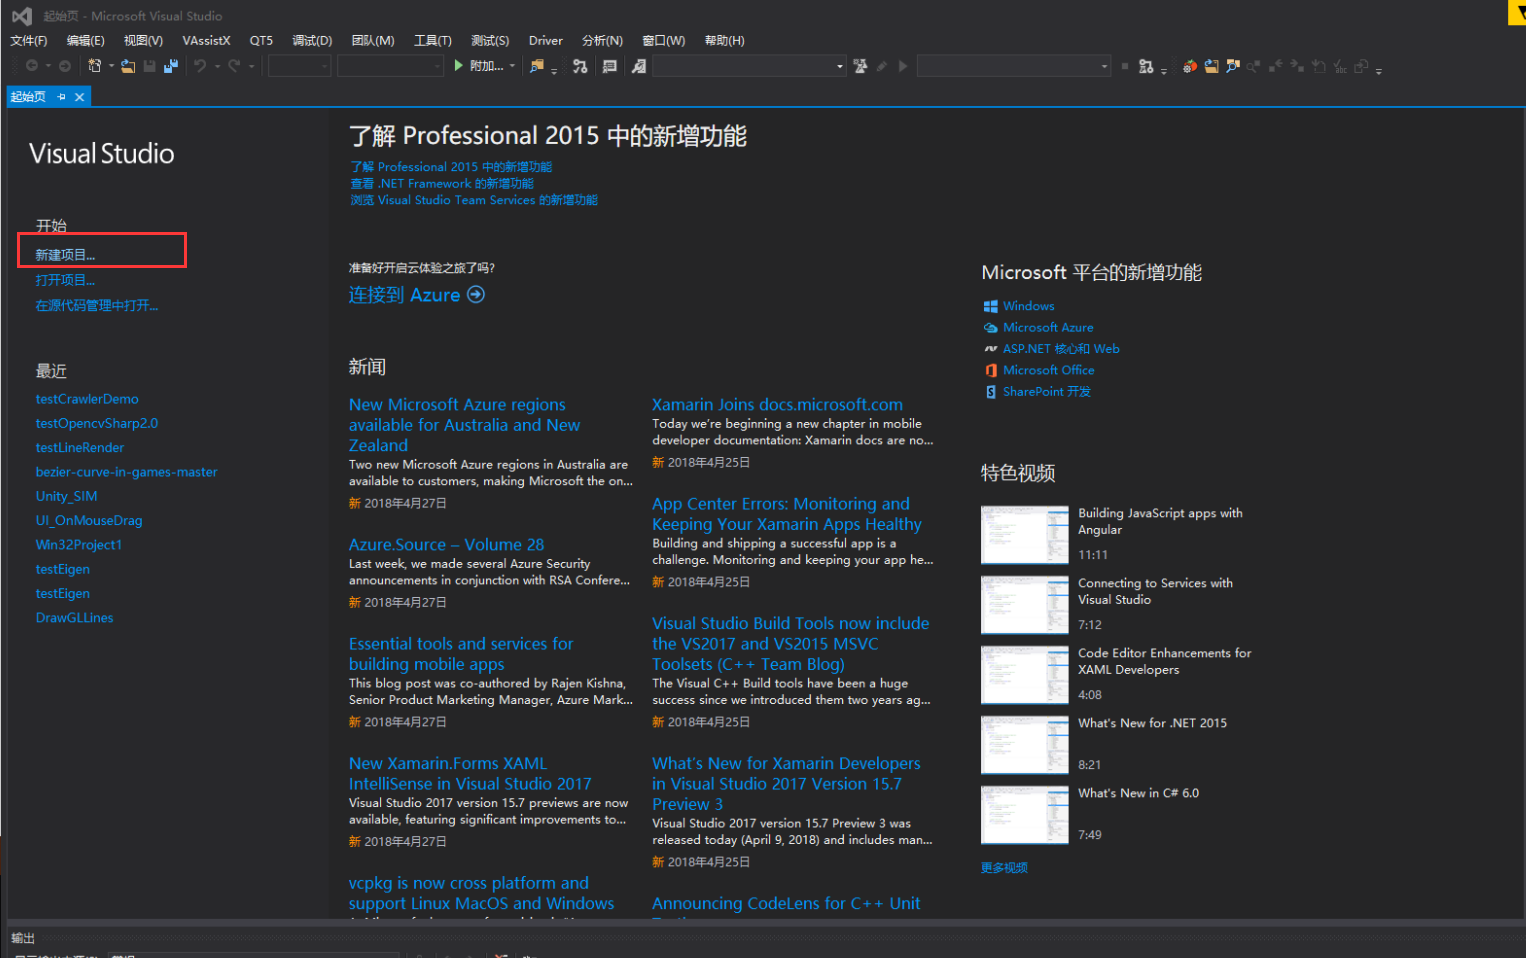 起始页 - Microsoft Visual Studio
文件(F) 编辑(E) 视图(V) VAssistX QT5 调试(D) 团队(M) 工具(T) 测试(S) Driver 分析(N) 窗口(W) 帮助(H)
附加...
起始页
Visual Studio
开始
新建项目...
打开项目...
在源代码管理中打开...
最近
testCrawlerDemo
testOpencvSharp2.0
testLineRender
bezier-curve-in-games-master
Unity_SIM
UI_OnMouseDrag
Win32Project1
testEigen
testEigen
DrawGLLines
了解 Professional 2015 中的新增功能
了解 Professional 2015 中的新增功能
查看 .NET Framework 的新增功能
浏览 Visual Studio Team Services 的新增功能
准备好开启云体验之旅了吗?
连接到 Azure
新闻
New Microsoft Azure regions
available for Australia and New
Zealand
Two new Microsoft Azure regions in Australia are
available to customers, making Microsoft the on...
新 2018年4月27日
Azure.Source – Volume 28
Last week, we made several Azure Security
announcements in conjunction with RSA Confere...
新 2018年4月27日
Essential tools and services for
building mobile apps
This blog post was co-authored by Rajen Kishna,
Senior Product Marketing Manager, Azure Mark...
新 2018年4月27日
New Xamarin.Forms XAML
IntelliSense in Visual Studio 2017
Visual Studio 2017 version 15.7 previews are now
available, featuring significant improvements to...
新 2018年4月27日
vcpkg is now cross platform and
support Linux MacOS and Windows
Xamarin Joins docs.microsoft.com
Today we're beginning a new chapter in mobile
developer documentation: Xamarin docs are no...
新 2018年4月25日
App Center Errors: Monitoring and
Keeping Your Xamarin Apps Healthy
Building and shipping a successful app is a
challenge. Monitoring and keeping your app he...
新 2018年4月25日
Visual Studio Build Tools now include
the VS2017 and VS2015 MSVC
Toolsets (C++ Team Blog)
The Visual C++ Build tools have been a huge
success since we introduced them two years ag...
新 2018年4月25日
What's New for Xamarin Developers
in Visual Studio 2017 Version 15.7
Preview 3
Visual Studio 2017 version 15.7 Preview 3 was
released today (April 9, 2018) and includes man...
新 2018年4月25日
Announcing CodeLens for C++ Unit
Microsoft 平台的新增功能
Windows
Microsoft Azure
ASP.NET 核心和 Web
Microsoft Office
SharePoint 开发
特色视频
Building JavaScript apps with
Angular
11:11
Connecting to Services with
Visual Studio
7:12
Code Editor Enhancements for
XAML Developers
4:08
What's New for .NET 2015
8:21
What's New in C# 6.0
7:49
更多视频
输出